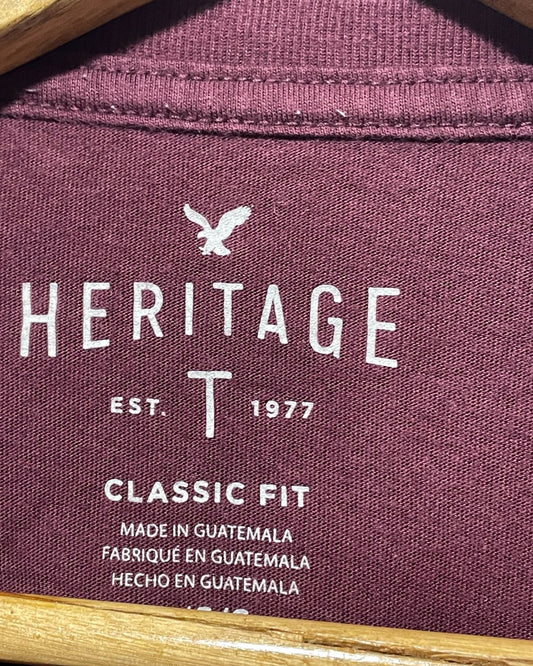 HERITAGE
EST. T 1977
CLASSIC FIT
MADE IN GUATEMALA
FABRIQUÉ EN GUATEMALA
HECHO EN GUATEMALA